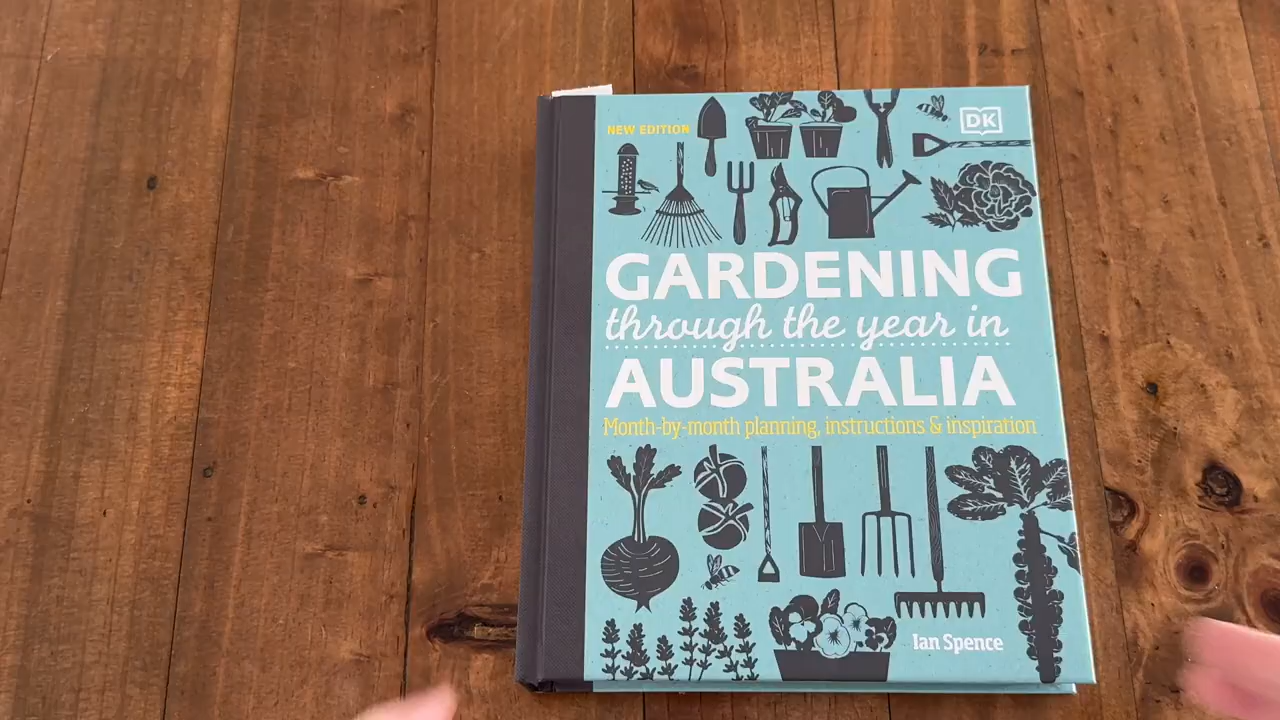 NEW EDITION
DK
GARDENING
through the year in
AUSTRALIA
Month-by-month planning, instructions & inspiration
Ian Spence